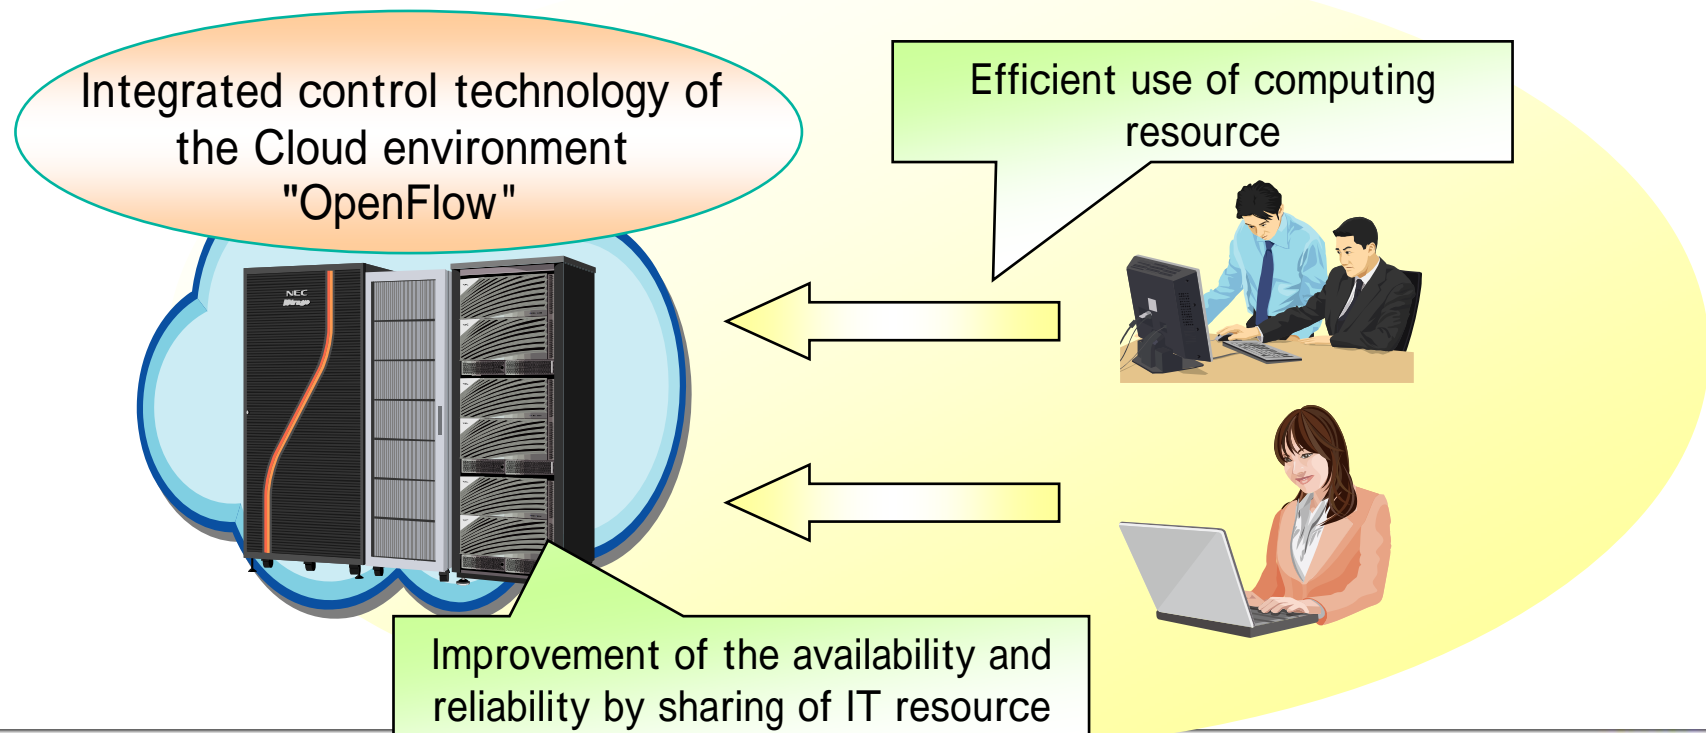 Integrated control technology of
the Cloud environment
"OpenFlow"
Efficient use of computing
resource
NEC
Improvement of the availability and
reliability by sharing of IT resource